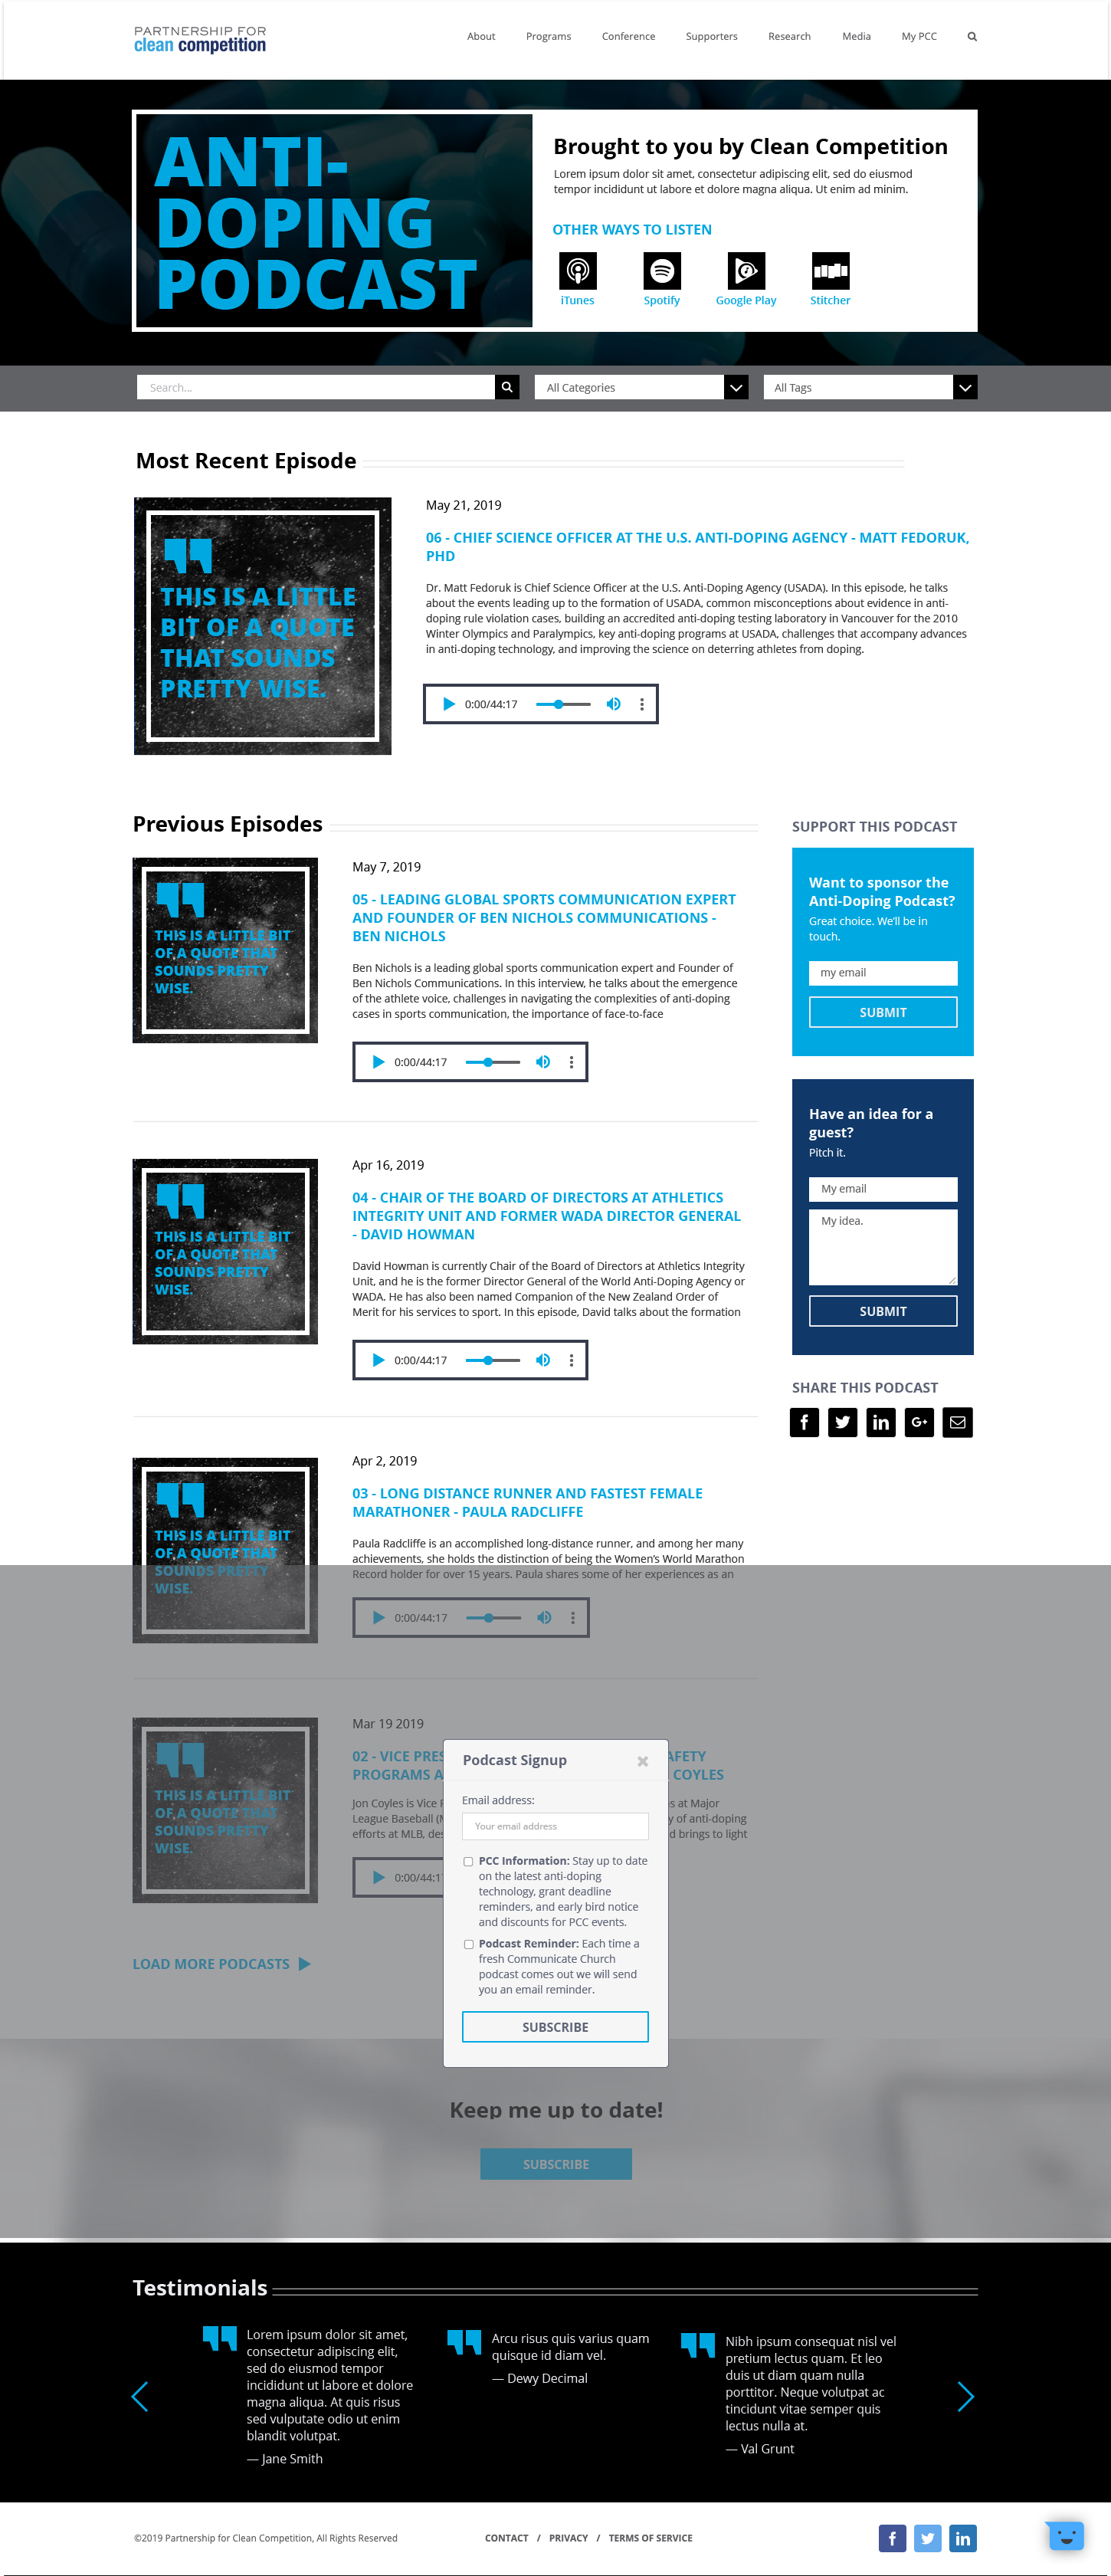 PARTNERSHIP FOR
clean competition
About Programs Conference Supporters Research Media My PCC
ANTI-
DOPING
PODCAST
Brought to you by Clean Competition
Lorem ipsum dolor sit amet, consectetur adipiscing elit, sed do eiusmod
tempor incididunt ut labore et dolore magna aliqua. Ut enim ad minim.
OTHER WAYS TO LISTEN
iTunes Spotify Google Play Stitcher
Search... All Categories All Tags
Most Recent Episode
THIS IS A LITTLE
BIT OF A QUOTE
THAT SOUNDS
PRETTY WISE.
May 21, 2019
06 - CHIEF SCIENCE OFFICER AT THE U.S. ANTI-DOPING AGENCY - MATT FEDORUK,
PHD
Dr. Matt Fedoruk is Chief Science Officer at the U.S. Anti-Doping Agency (USADA). In this episode, he talks
about the events leading up to the formation of USADA, common misconceptions about evidence in anti-
doping rule violation cases, building an accredited anti-doping testing laboratory in Vancouver for the 2010
Winter Olympics and Paralympics, key anti-doping programs at USADA, challenges that accompany advances
in anti-doping technology, and improving the science on deterring athletes from doping.
0:00/44:17
Previous Episodes
THIS IS A LITTLE BIT
OF A QUOTE THAT
SOUNDS PRETTY
WISE.
May 7, 2019
05 - LEADING GLOBAL SPORTS COMMUNICATION EXPERT
AND FOUNDER OF BEN NICHOLS COMMUNICATIONS -
BEN NICHOLS
Ben Nichols is a leading global sports communication expert and Founder of
Ben Nichols Communications. In this interview, he talks about the emergence
of the athlete voice, challenges in navigating the complexities of anti-doping
cases in sports communication, the importance of face-to-face
0:00/44:17
THIS IS A LITTLE BIT
OF A QUOTE THAT
SOUNDS PRETTY
WISE.
Apr 16, 2019
04 - CHAIR OF THE BOARD OF DIRECTORS AT ATHLETICS
INTEGRITY UNIT AND FORMER WADA DIRECTOR GENERAL
- DAVID HOWMAN
David Howman is currently Chair of the Board of Directors at Athletics Integrity
Unit, and he is the former Director General of the World Anti-Doping Agency or
WADA. He has also been named Companion of the New Zealand Order of
Merit for his services to sport. In this episode, David talks about the formation
0:00/44:17
THIS IS A LITTLE BIT
OF A QUOTE THAT
SOUNDS PRETTY
WISE.
Apr 2, 2019
03 - LONG DISTANCE RUNNER AND FASTEST FEMALE
MARATHONER - PAULA RADCLIFFE
Paula Radcliffe is an accomplished long-distance runner, and among her many
achievements, she holds the distinction of being the Women's World Marathon
Record holder for over 15 years. Paula shares some of her experiences as an
0:00/44:17
THIS IS A LITTLE BIT
OF A QUOTE THAT
SOUNDS PRETTY
WISE.
Mar 19 2019
02 - VICE PRES AFETY
PROGRAMS A COYLES
Jon Coyles is Vice s at Major
League Baseball (M y of anti-doping
efforts at MLB, des d brings to light
0:00/44:17
LOAD MORE PODCASTS
SUPPORT THIS PODCAST
Want to sponsor the
Anti-Doping Podcast?
Great choice. We'll be in
touch.
my email
SUBMIT
Have an idea for a
guest?
Pitch it.
My email
My idea.
SUBMIT
SHARE THIS PODCAST
Podcast Signup
Email address:
Your email address
PCC Information: Stay up to date
on the latest anti-doping
technology, grant deadline
reminders, and early bird notice
and discounts for PCC events.
Podcast Reminder: Each time a
fresh Communicate Church
podcast comes out we will send
you an email reminder.
SUBSCRIBE
Keep me up to date!
SUBSCRIBE
Testimonials
Lorem ipsum dolor sit amet,
consectetur adipiscing elit,
sed do eiusmod tempor
incididunt ut labore et dolore
magna aliqua. At quis risus
sed vulputate odio ut enim
blandit volutpat.
— Jane Smith
Arcu risus quis varius quam
quisque id diam vel.
— Dewy Decimal
Nibh ipsum consequat nisl vel
pretium lectus quam. Et leo
duis ut diam quam nulla
porttitor. Neque volutpat ac
tincidunt vitae semper quis
lectus nulla at.
— Val Grunt
©2019 Partnership for Clean Competition, All Rights Reserved
CONTACT / PRIVACY / TERMS OF SERVICE